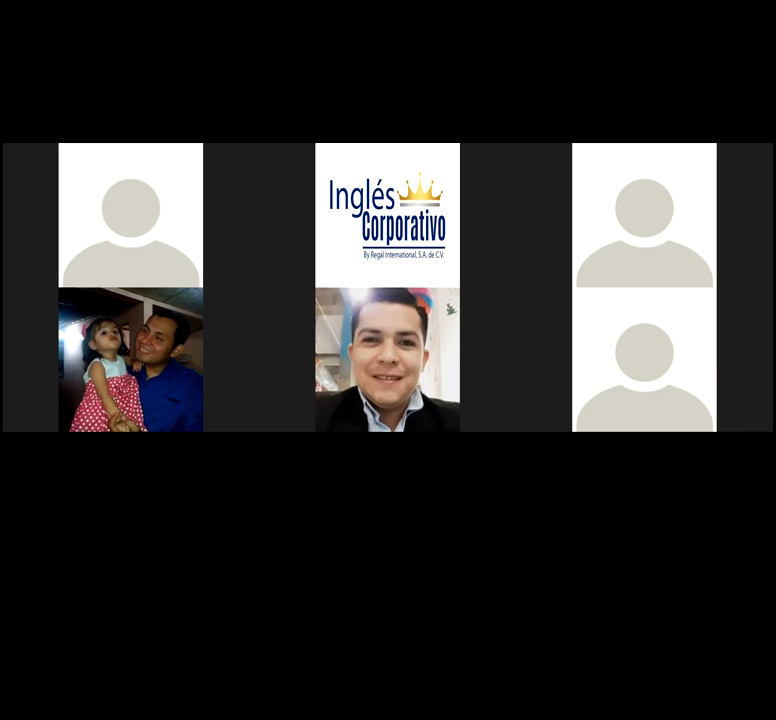 Inglés
Corporativo
By Regal International, S.A. de C.V.